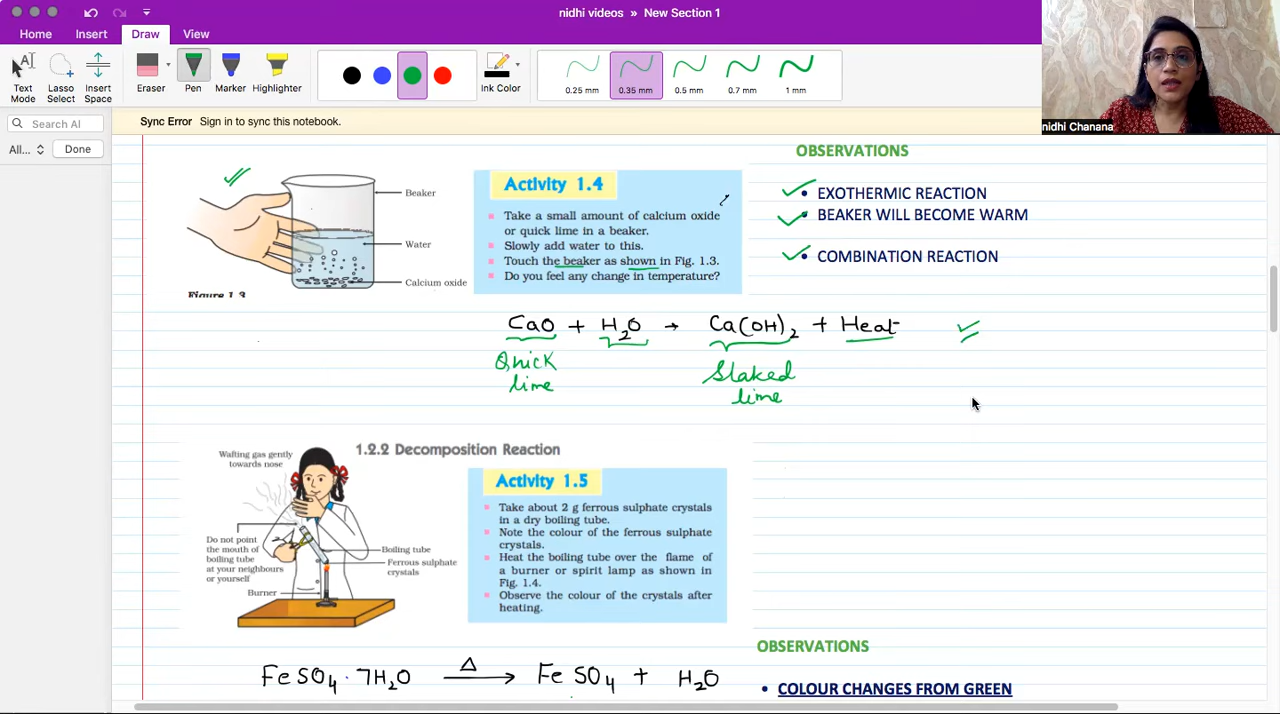 nidhi videos » New Section 1
Home Insert Draw View
Text Mode
Lasso Select
Insert Space
Eraser
Pen
Marker
Highlighter
Ink Color
0.25 mm
0.35 mm
0.5 mm
0.7 mm
1 mm
nidhi Chanana
Search Al
Sync Error Sign in to sync this notebook.
All...
Done
OBSERVATIONS
• EXOTHERMIC REACTION
• BEAKER WILL BECOME WARM
• COMBINATION REACTION
Beaker
Water
Calcium oxide
Figure 1.3
Activity 1.4
Take a small amount of calcium oxide
or quick lime in a beaker.
Slowly add water to this.
Touch the beaker as shown in Fig. 1.3.
Do you feel any change in temperature?
CaO + H₂O → Ca(OH)₂ + Heat
Quick
lime
Slaked
lime
1.2.2 Decomposition Reaction
Wafting gas gently
towards nose
Do not point
the mouth of
boiling tube
at your neighbours
or yourself
Boiling tube
Ferrous sulphate
crystals
Burner
Activity 1.5
Take about 2 g ferrous sulphate crystals
in a dry boiling tube.
Note the colour of the ferrous sulphate
crystals.
Heat the boiling tube over the flame of
a burner or spirit lamp as shown in
Fig. 1.4.
Observe the colour of the crystals after
heating.
FeSO₄·7H₂O —Δ→ FeSO₄ + H₂O
OBSERVATIONS
• COLOUR CHANGES FROM GREEN